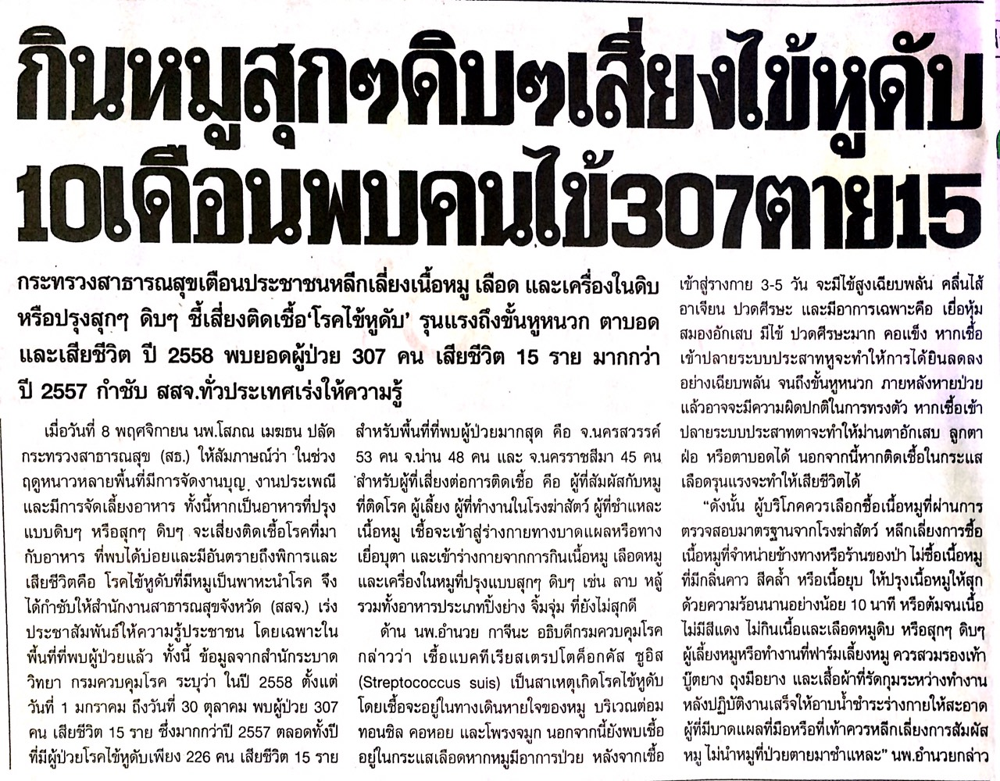 กินหมูสุกๆดิบๆเสี่ยงไข้หูดับ
10เดือนพบคนไข้307ตาย15
กระทรวงสาธารณสุขเตือนประชาชนหลีกเลี่ยงเนื้อหมู เลือด และเครื่องในดิบ
หรือปรุงสุกๆ ดิบๆ ชี้เสี่ยงติดเชื้อ‘โรคไข้หูดับ’ รุนแรงถึงขั้นหูหนวก ตาบอด
และเสียชีวิต ปี 2558 พบยอดผู้ป่วย 307 คน เสียชีวิต 15 ราย มากกว่า
ปี 2557 กำชับ สสจ.ทั่วประเทศเร่งให้ความรู้
เมื่อวันที่ 8 พฤศจิกายน นพ.โสภณ เมฆธน ปลัด
กระทรวงสาธารณสุข (สธ.) ให้สัมภาษณ์ว่า ในช่วง
ฤดูหนาวหลายพื้นที่มีการจัดงานบุญ งานประเพณี
และมีการจัดเลี้ยงอาหาร ทั้งนี้หากเป็นอาหารที่ปรุง
แบบดิบๆ หรือสุกๆ ดิบๆ จะเสี่ยงติดเชื้อโรคที่มา
กับอาหาร ที่พบได้บ่อยและมีอันตรายถึงพิการและ
เสียชีวิตคือ โรคไข้หูดับที่มีหมูเป็นพาหะนำโรค จึง
ได้กำชับให้สำนักงานสาธารณสุขจังหวัด (สสจ.) เร่ง
ประชาสัมพันธ์ให้ความรู้ประชาชน โดยเฉพาะใน
พื้นที่ที่พบผู้ป่วยแล้ว ทั้งนี้ ข้อมูลจากสำนักระบาด
วิทยา กรมควบคุมโรค ระบุว่า ในปี 2558 ตั้งแต่
วันที่ 1 มกราคม ถึงวันที่ 30 ตุลาคม พบผู้ป่วย 307
คน เสียชีวิต 15 ราย ซึ่งมากกว่าปี 2557 ตลอดทั้งปี
ที่มีผู้ป่วยโรคไข้หูดับเพียง 226 คน เสียชีวิต 15 ราย
สำหรับพื้นที่ที่พบผู้ป่วยมากสุด คือ จ.นครสวรรค์
53 คน จ.น่าน 48 คน และ จ.นครราชสีมา 45 คน
สำหรับผู้ที่เสี่ยงต่อการติดเชื้อ คือ ผู้ที่สัมผัสกับหมู
ที่ติดโรค ผู้เลี้ยง ผู้ที่ทำงานในโรงฆ่าสัตว์ ผู้ที่ชำแหละ
เนื้อหมู เชื้อจะเข้าสู่ร่างกายทางบาดแผลหรือทาง
เยื่อบุตา และเข้าร่างกายจากการกินเนื้อหมู เลือดหมู
และเครื่องในหมูที่ปรุงแบบสุกๆ ดิบๆ เช่น ลาบ หลู้
รวมทั้งอาหารประเภทปิ้งย่าง จิ้มจุ่ม ที่ยังไม่สุกดี
ด้าน นพ.อำนวย กาจีนะ อธิบดีกรมควบคุมโรค
กล่าวว่า เชื้อแบคทีเรียสเตรปโตค็อกคัส ซูอิส
(Streptococcus suis) เป็นสาเหตุเกิดโรคไข้หูดับ
โดยเชื้อจะอยู่ในทางเดินหายใจของหมู บริเวณต่อม
ทอนซิล คอหอย และโพรงจมูก นอกจากนี้ยังพบเชื้อ
อยู่ในกระแสเลือดหากหมูมีอาการป่วย หลังจากเชื้อ
เข้าสู่รางกาย 3-5 วัน จะมีไข้สูงเฉียบพลัน คลื่นไส้
อาเจียน ปวดศีรษะ และมีอาการเฉพาะคือ เยื่อหุ้ม
สมองอักเสบ มีไข้ ปวดศีรษะมาก คอแข็ง หากเชื้อ
เข้าปลายระบบประสาทหูจะทำให้การได้ยินลดลง
อย่างเฉียบพลัน จนถึงขั้นหูหนวก ภายหลังหายป่วย
แล้วอาจจะมีความผิดปกติในการทรงตัว หากเชื้อเข้า
ปลายระบบประสาทตาจะทำให้ม่านตาอักเสบ ลูกตา
ฝ่อ หรือตาบอดได้ นอกจากนี้หากติดเชื้อในกระแส
เลือดรุนแรงจะทำให้เสียชีวิตได้
“ดังนั้น ผู้บริโภคควรเลือกซื้อเนื้อหมูที่ผ่านการ
ตรวจสอบมาตรฐานจากโรงฆ่าสัตว์ หลีกเลี่ยงการซื้อ
เนื้อหมูที่จำหน่ายข้างทางหรือร้านของป่า ไม่ซื้อเนื้อหมู
ที่มีกลิ่นคาว สีคล้ำ หรือเนื้อยุบ ให้ปรุงเนื้อหมูให้สุก
ด้วยความร้อนนานอย่างน้อย 10 นาที หรือต้มจนเนื้อ
ไม่มีสีแดง ไม่กินเนื้อและเลือดหมูดิบ หรือสุกๆ ดิบๆ
ผู้เลี้ยงหมูหรือทำงานที่ฟาร์มเลี้ยงหมู ควรสวมรองเท้า
บู๊ตยาง ถุงมือยาง และเสื้อผ้าที่รัดกุมระหว่างทำงาน
หลังปฏิบัติงานเสร็จให้อาบน้ำชำระร่างกายให้สะอาด
ผู้ที่มีบาดแผลที่มือหรือที่เท้าควรหลีกเลี่ยงการสัมผัส
หมู ไม่นำหมูที่ป่วยตายมาชำแหละ” นพ.อำนวยกล่าว